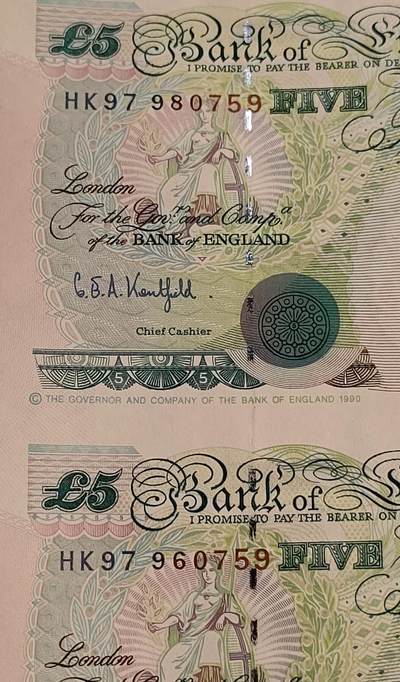 £5 Bank of
I PROMISE TO PAY THE BEARER ON DE
HK97 980759 FIVE
London
For the Govr. and Compa.
of the BANK of ENGLAND
G.E.A. Kentfield.
Chief Cashier
5 5
© THE GOVERNOR AND COMPANY OF THE BANK OF ENGLAND 1990
£5 Bank of
I PROMISE TO PAY THE BEARER ON
HK97 960759 FIVE
London